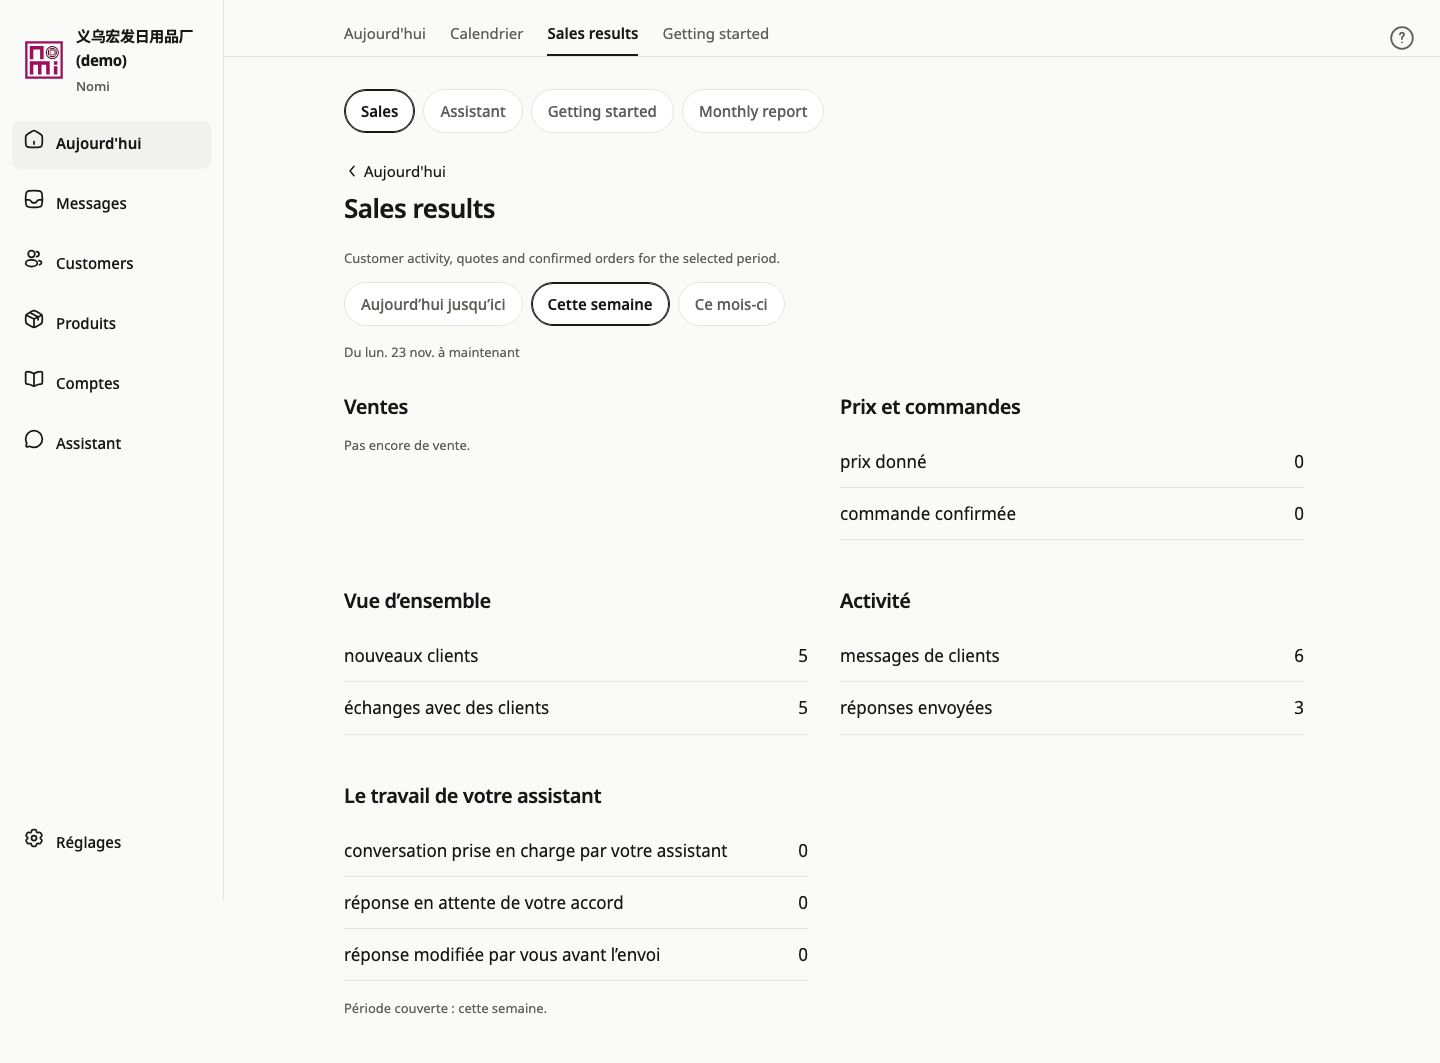 义乌宏发日用品厂
(demo)
Nomi
Aujourd'hui
Messages
Customers
Produits
Comptes
Assistant
Réglages
Aujourd'hui
Calendrier
Sales results
Getting started
Sales
Assistant
Getting started
Monthly report
Aujourd'hui
Sales results
Customer activity, quotes and confirmed orders for the selected period.
Aujourd’hui jusqu’ici
Cette semaine
Ce mois-ci
Du lun. 23 nov. à maintenant
Ventes
Pas encore de vente.
Prix et commandes
prix donné 0
commande confirmée 0
Vue d’ensemble
nouveaux clients 5
échanges avec des clients 5
Activité
messages de clients 6
réponses envoyées 3
Le travail de votre assistant
conversation prise en charge par votre assistant 0
réponse en attente de votre accord 0
réponse modifiée par vous avant l’envoi 0
Période couverte : cette semaine.